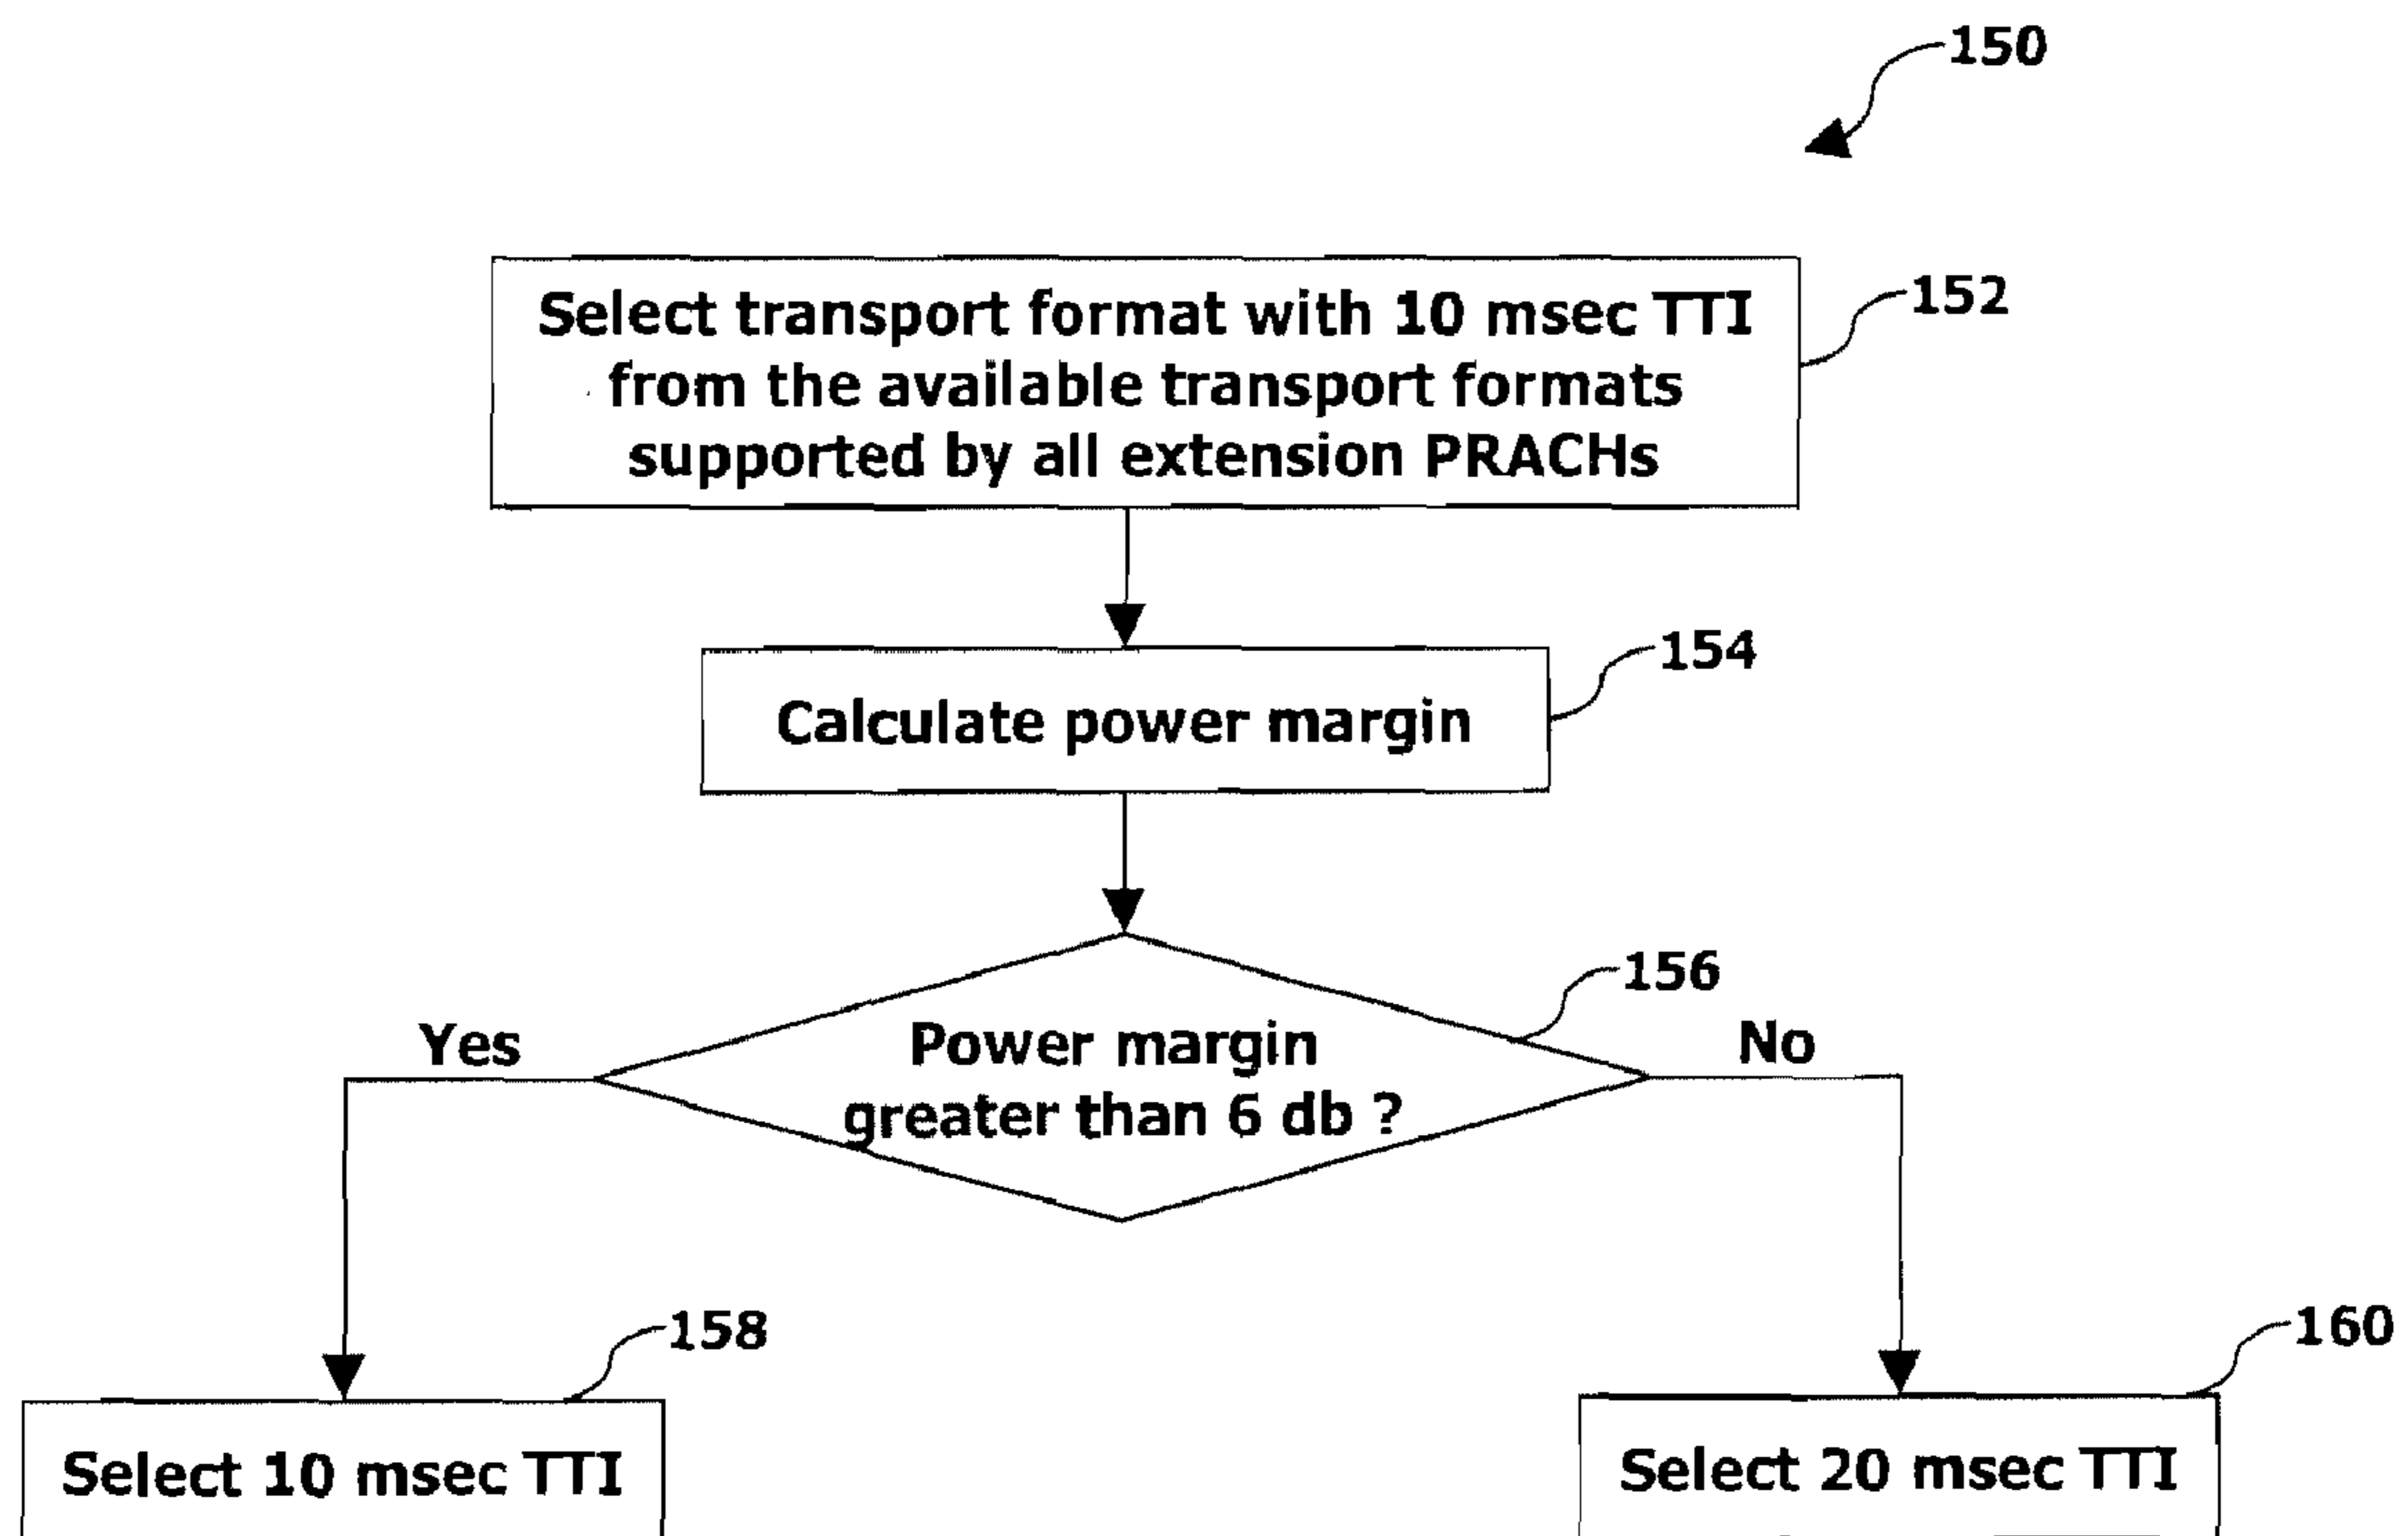 150
Select transport format with 10 msec TTI
from the available transport formats
supported by all extension PRACHs
152
Calculate power margin
154
Power margin
greater than 6 db ?
156
Yes
No
158
Select 10 msec TTI
160
Select 20 msec TTI